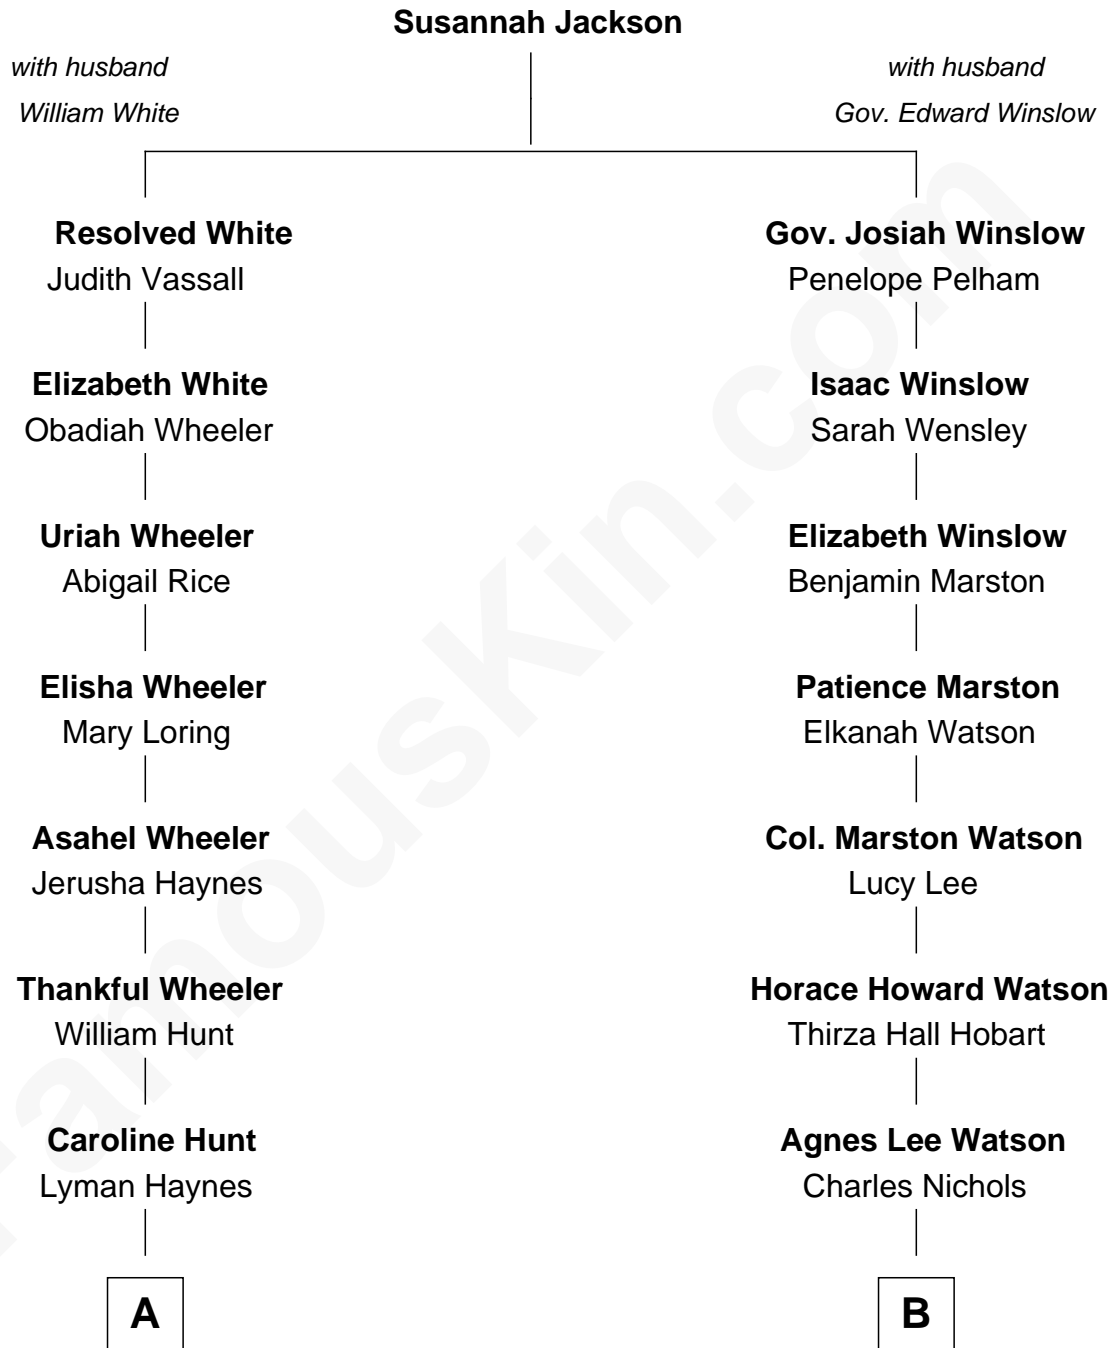 Susannah Jackson
with husband
William White
with husband
Gov. Edward Winslow
Resolved White
Judith Vassall
Gov. Josiah Winslow
Penelope Pelham
Elizabeth White
Obadiah Wheeler
Isaac Winslow
Sarah Wensley
Uriah Wheeler
Abigail Rice
Elizabeth Winslow
Benjamin Marston
Elisha Wheeler
Mary Loring
Patience Marston
Elkanah Watson
Asahel Wheeler
Jerusha Haynes
Col. Marston Watson
Lucy Lee
Thankful Wheeler
William Hunt
Horace Howard Watson
Thirza Hall Hobart
Caroline Hunt
Lyman Haynes
Agnes Lee Watson
Charles Nichols
A
B
FamousKin.com